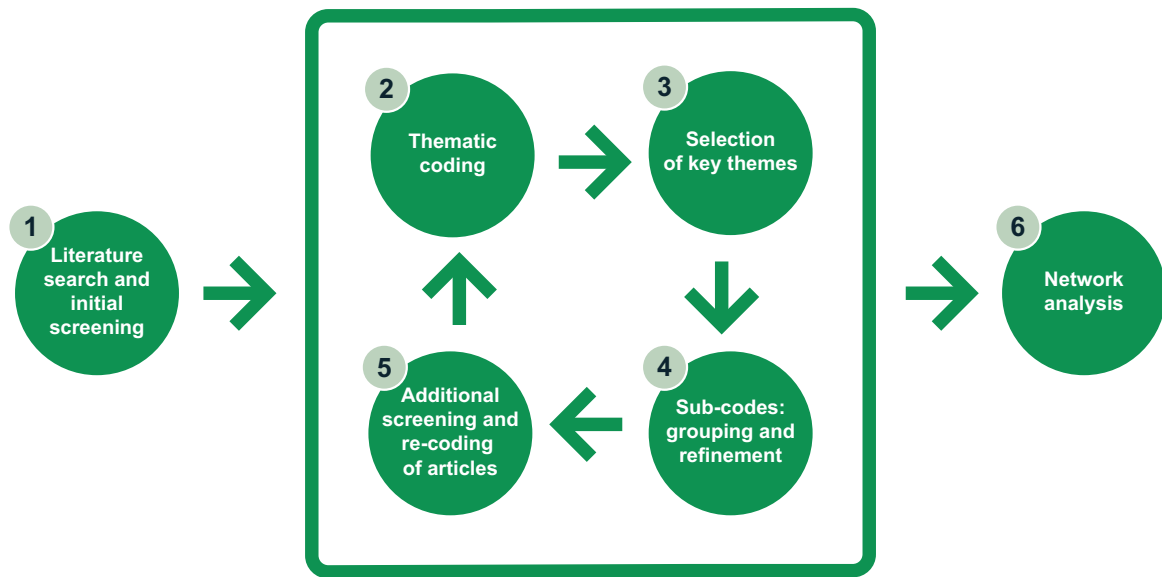 1
Literature
search and
initial
screening
2
Thematic
coding
3
Selection
of key themes
4
Sub-codes:
grouping and
refinement
5
Additional
screening and
re-coding
of articles
6
Network
analysis